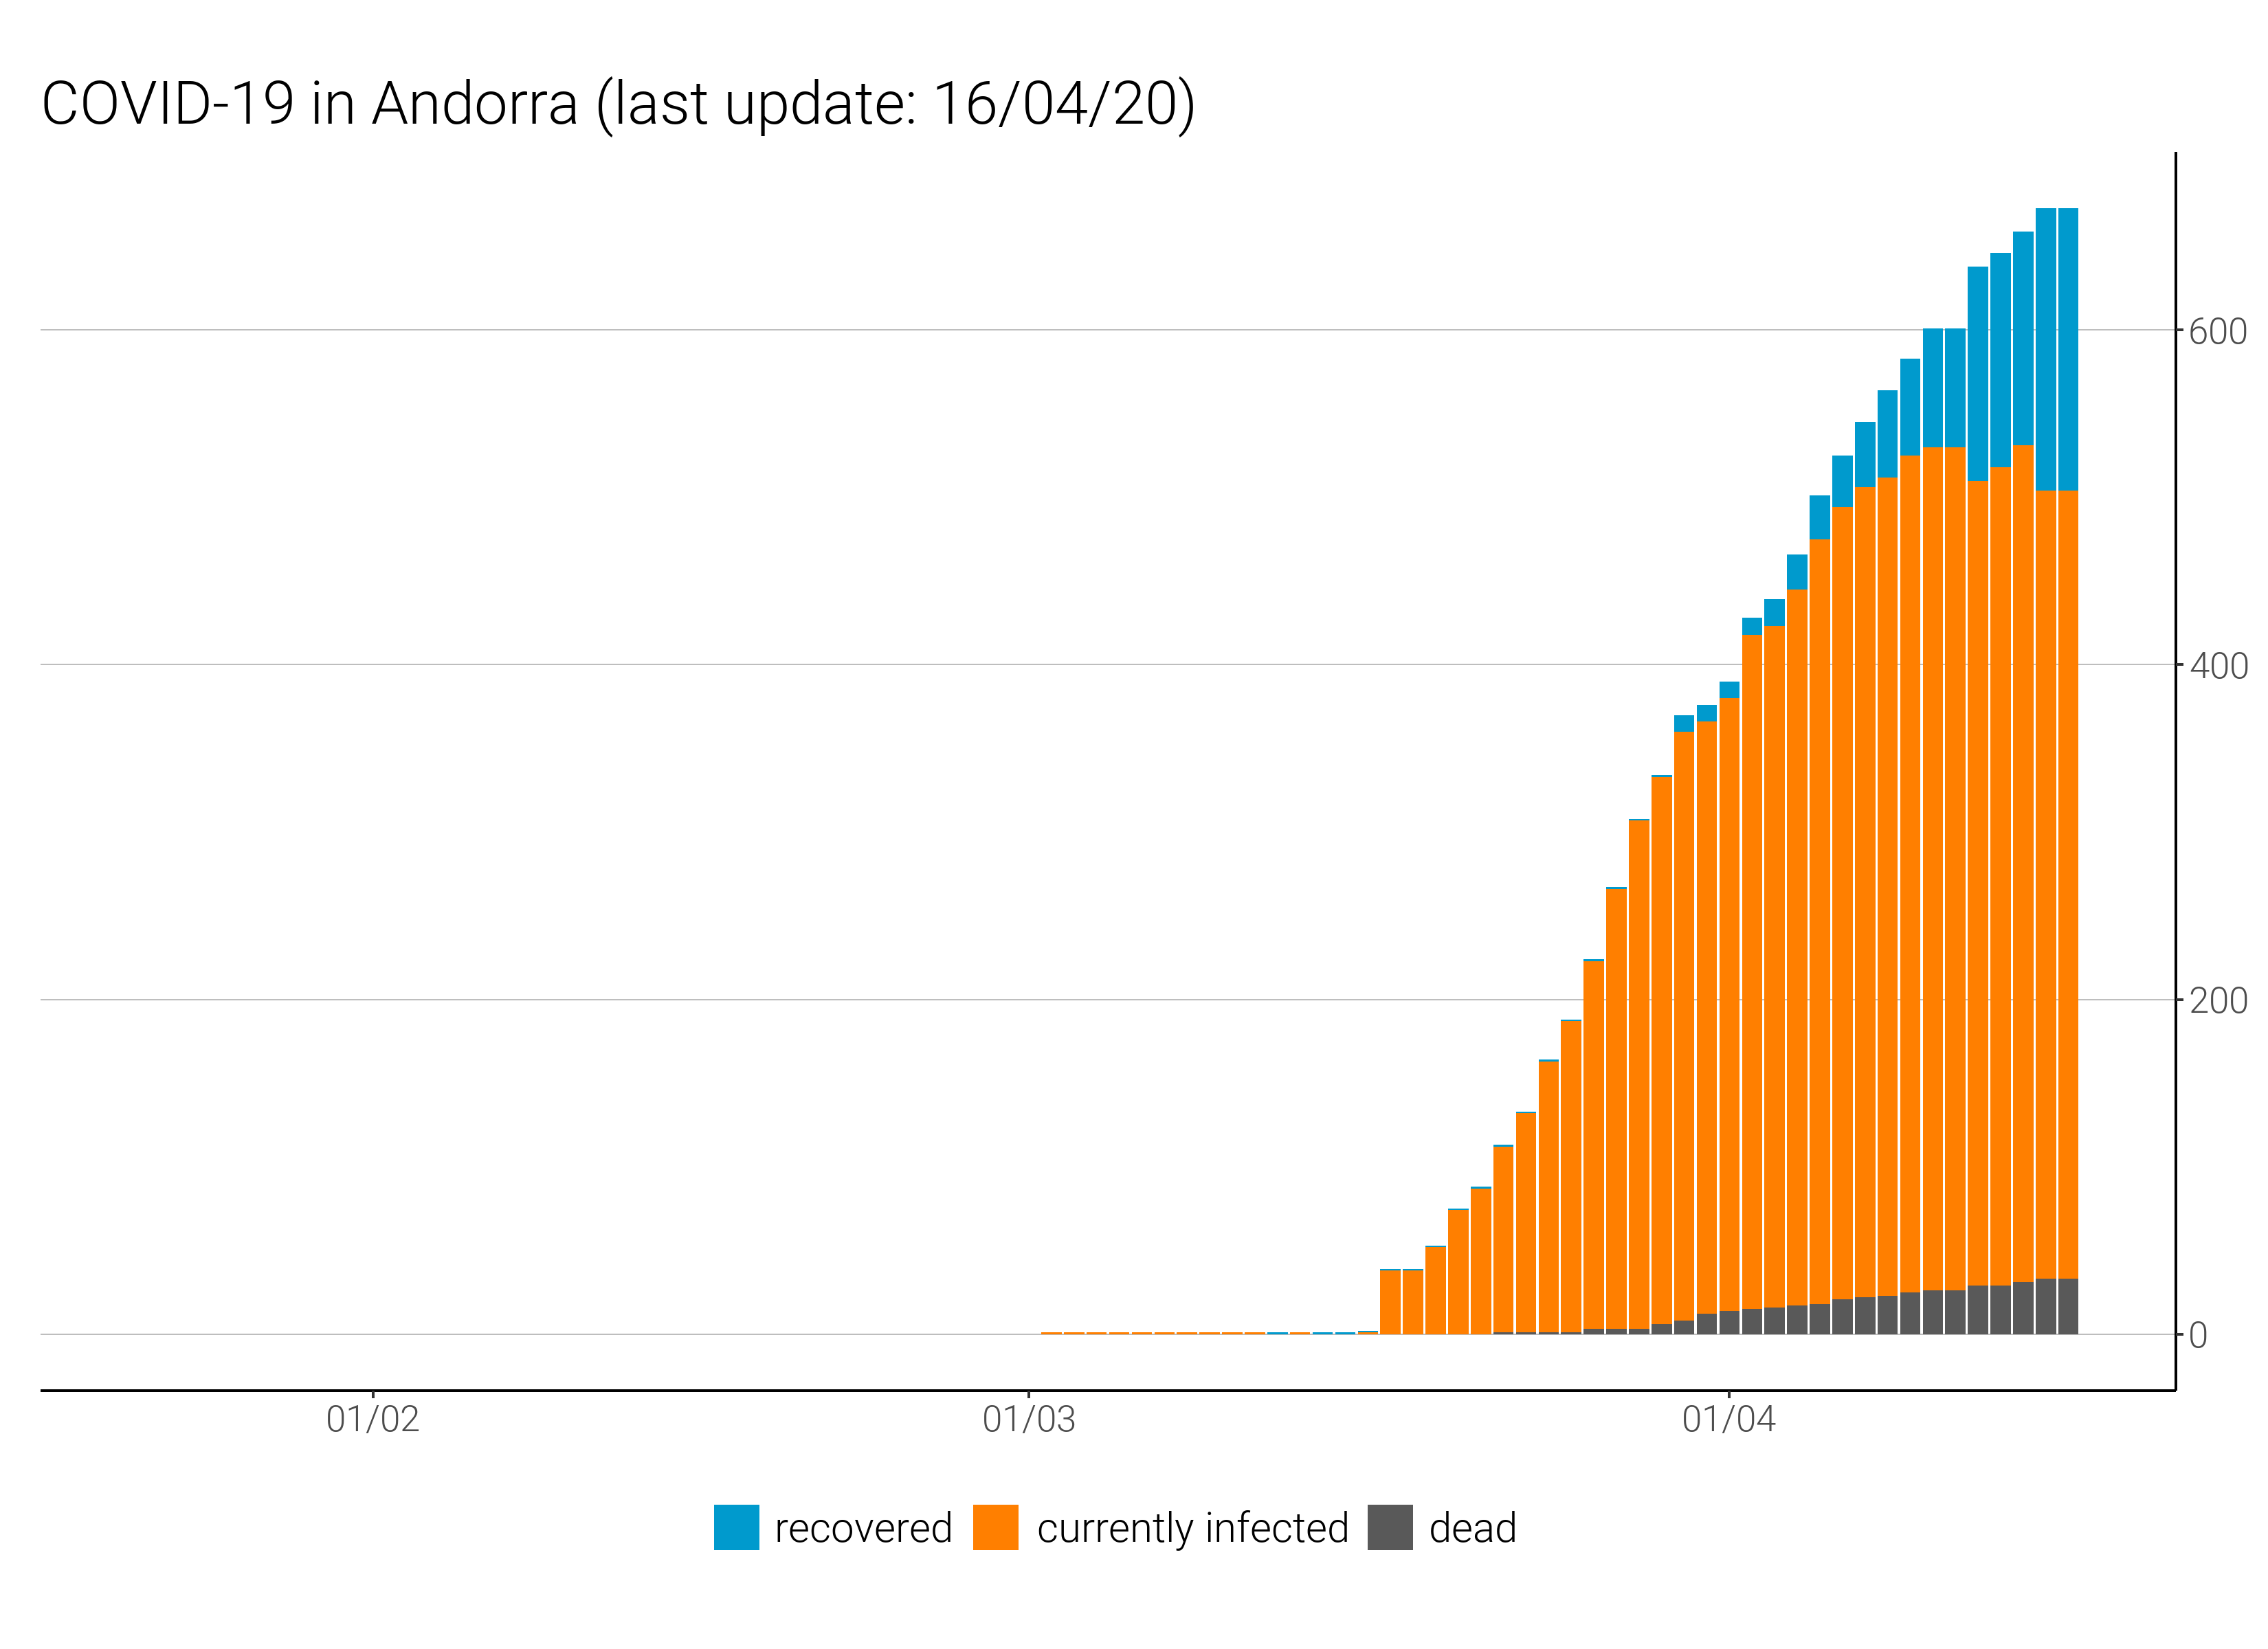 COVID-19 in Andorra (last update: 16/04/20)
600
400
200
0
01/02 01/03 01/04
recovered currently infected dead